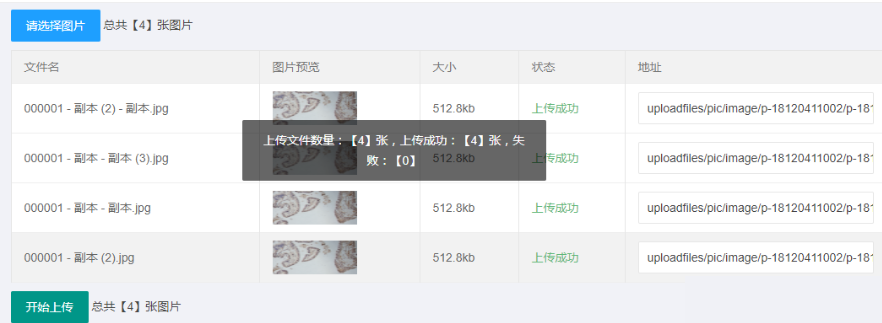 请选择图片 总共【4】张图片
文件名 图片预览 大小 状态 地址
000001 - 副本 (2) - 副本.jpg 512.8kb 上传成功 uploadfiles/pic/image/p-18120411002/p-181
上传文件数量：【4】张，上传成功：【4】张，失
败：【0】
000001 - 副本 - 副本 (3).jpg 512.8kb 上传成功 uploadfiles/pic/image/p-18120411002/p-181
000001 - 副本 - 副本.jpg 512.8kb 上传成功 uploadfiles/pic/image/p-18120411002/p-181
000001 - 副本 (2).jpg 512.8kb 上传成功 uploadfiles/pic/image/p-18120411002/p-181
开始上传 总共【4】张图片